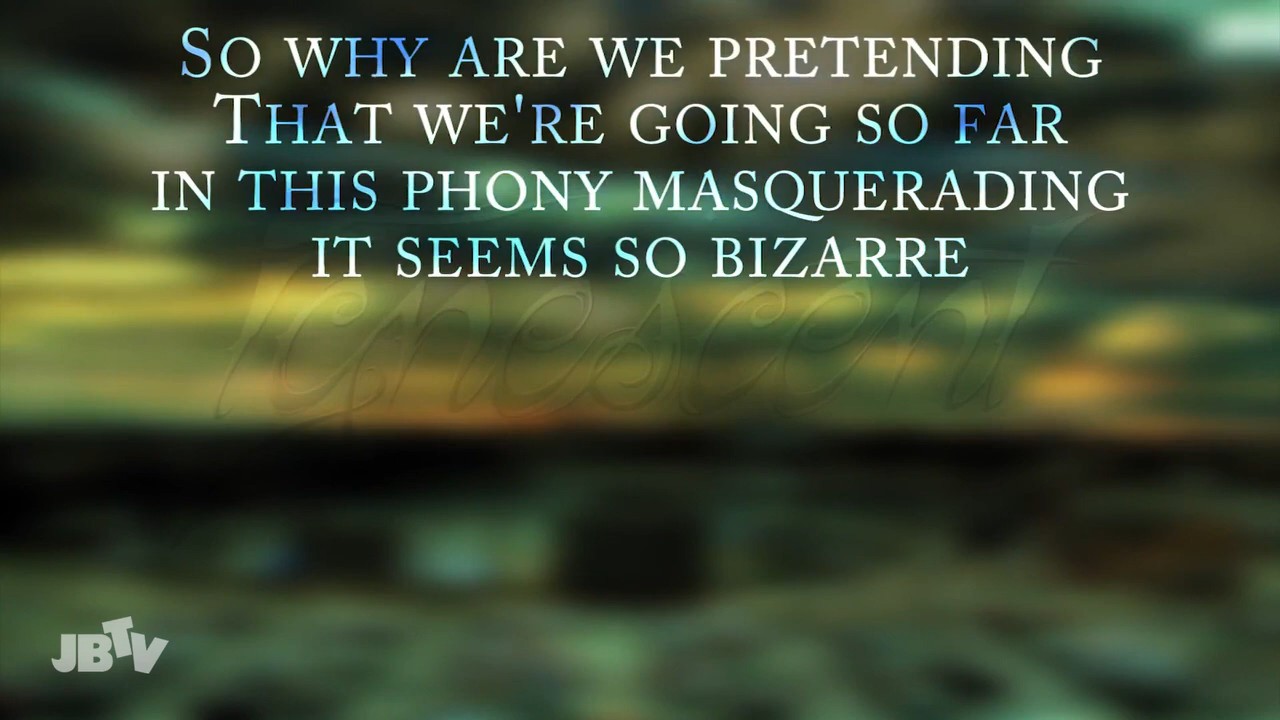 So why are we pretending
That we're going so far
in this phony masquerading
it seems so bizarre
ignescent
JBTV